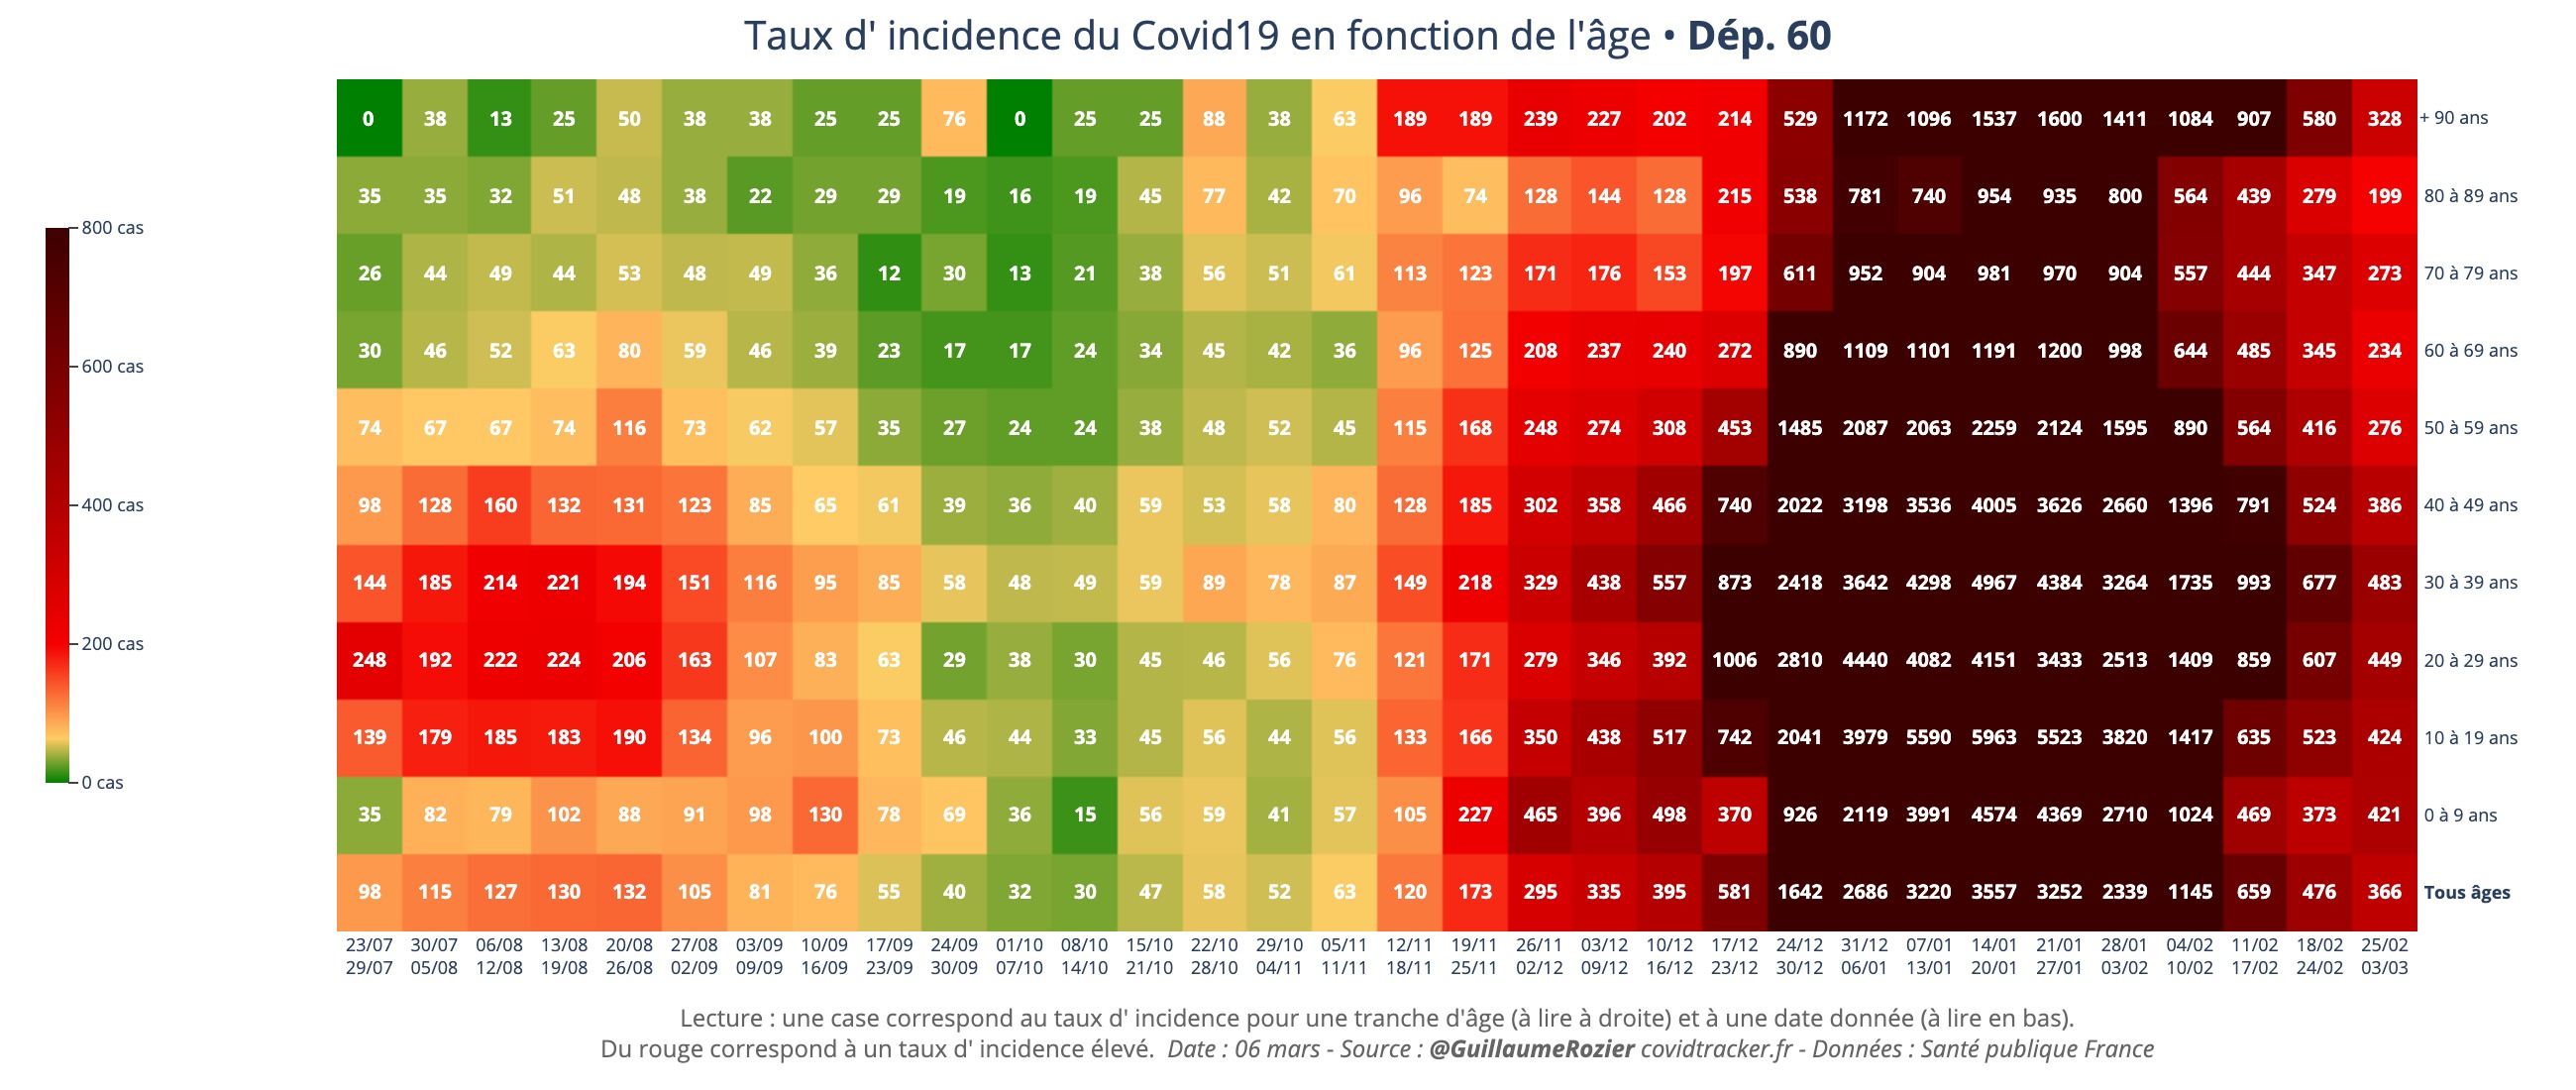 Taux d' incidence du Covid19 en fonction de l'âge • Dép. 60
0 38 13 25 50 38 38 25 25 76 0 25 25 88 38 63 189 189 239 227 202 214 529 1172 1096 1537 1600 1411 1084 907 580 328 + 90 ans
35 35 32 51 48 38 22 29 29 19 16 19 45 77 42 70 96 74 128 144 128 215 538 781 740 954 935 800 564 439 279 199 80 à 89 ans
26 44 49 44 53 48 49 36 12 30 13 21 38 56 51 61 113 123 171 176 153 197 611 952 904 981 970 904 557 444 347 273 70 à 79 ans
30 46 52 63 80 59 46 39 23 17 17 24 34 45 42 36 96 125 208 237 240 272 890 1109 1101 1191 1200 998 644 485 345 234 60 à 69 ans
74 67 67 74 116 73 62 57 35 27 24 24 38 48 52 45 115 168 248 274 308 453 1485 2087 2063 2259 2124 1595 890 564 416 276 50 à 59 ans
98 128 160 132 131 123 85 65 61 39 36 40 59 53 58 80 128 185 302 358 466 740 2022 3198 3536 4005 3626 2660 1396 791 524 386 40 à 49 ans
144 185 214 221 194 151 116 95 85 58 48 49 59 89 78 87 149 218 329 438 557 873 2418 3642 4298 4967 4384 3264 1735 993 677 483 30 à 39 ans
248 192 222 224 206 163 107 83 63 29 38 30 45 46 56 76 121 171 279 346 392 1006 2810 4440 4082 4151 3433 2513 1409 859 607 449 20 à 29 ans
139 179 185 183 190 134 96 100 73 46 44 33 45 56 44 56 133 166 350 438 517 742 2041 3979 5590 5963 5523 3820 1417 635 523 424 10 à 19 ans
35 82 79 102 88 91 98 130 78 69 36 15 56 59 41 57 105 227 465 396 498 370 926 2119 3991 4574 4369 2710 1024 469 373 421 0 à 9 ans
98 115 127 130 132 105 81 76 55 40 32 30 47 58 52 63 120 173 295 335 395 581 1642 2686 3220 3557 3252 2339 1145 659 476 366 Tous âges
23/07 30/07 06/08 13/08 20/08 27/08 03/09 10/09 17/09 24/09 01/10 08/10 15/10 22/10 29/10 05/11 12/11 19/11 26/11 03/12 10/12 17/12 24/12 31/12 07/01 14/01 21/01 28/01 04/02 11/02 18/02 25/02
29/07 05/08 12/08 19/08 26/08 02/09 09/09 16/09 23/09 30/09 07/10 14/10 21/10 28/10 04/11 11/11 18/11 25/11 02/12 09/12 16/12 23/12 30/12 06/01 13/01 20/01 27/01 03/02 10/02 17/02 24/02 03/03
800 cas
600 cas
400 cas
200 cas
0 cas
Lecture : une case correspond au taux d' incidence pour une tranche d'âge (à lire à droite) et à une date donnée (à lire en bas).
Du rouge correspond à un taux d' incidence élevé. Date : 06 mars - Source : @GuillaumeRozier covidtracker.fr - Données : Santé publique France